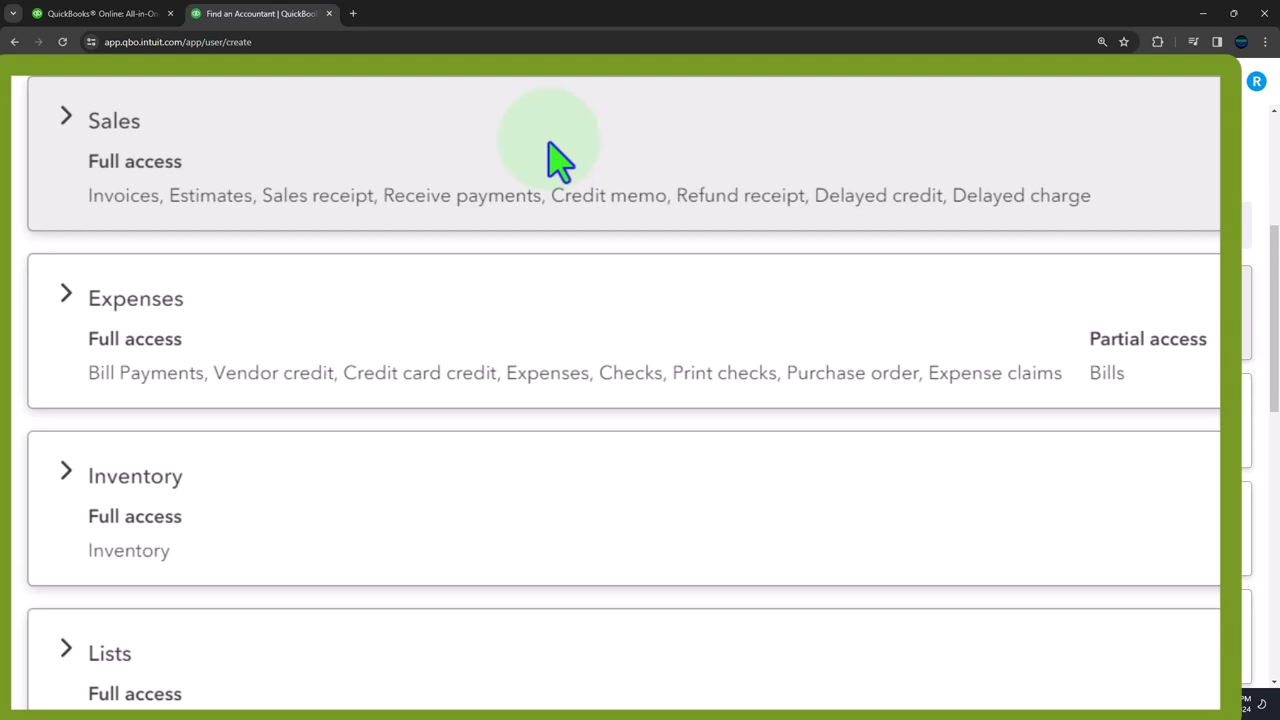 QuickBooks® Online: All-in-On
Find an Accountant | QuickBook
app.qbo.intuit.com/app/user/create
R
Sales
Full access
Invoices, Estimates, Sales receipt, Receive payments, Credit memo, Refund receipt, Delayed credit, Delayed charge
Expenses
Full access
Partial access
Bill Payments, Vendor credit, Credit card credit, Expenses, Checks, Print checks, Purchase order, Expense claims
Bills
Inventory
Full access
Inventory
Lists
Full access
PM
24